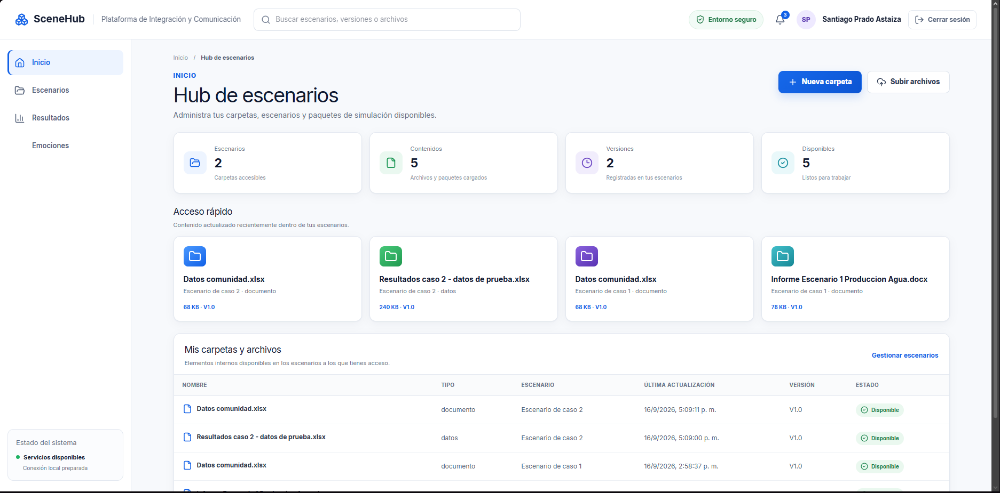 SceneHub
Plataforma de Integración y Comunicación
Buscar escenarios, versiones o archivos
Entorno seguro
3
SP
Santiago Prado Astaiza
Cerrar sesión
Inicio
Escenarios
Resultados
Emociones
Estado del sistema
Servicios disponibles
Conexión local preparada
Inicio / Hub de escenarios
INICIO
Hub de escenarios
Administra tus carpetas, escenarios y paquetes de simulación disponibles.
Nueva carpeta
Subir archivos
Escenarios
2
Carpetas accesibles
Contenidos
5
Archivos y paquetes cargados
Versiones
2
Registradas en tus escenarios
Disponibles
5
Listos para trabajar
Acceso rápido
Contenido actualizado recientemente dentro de tus escenarios.
Datos comunidad.xlsx
Escenario de caso 2 · documento
68 KB · V1.0
Resultados caso 2 - datos de prueba.xlsx
Escenario de caso 2 · datos
240 KB · V1.0
Datos comunidad.xlsx
Escenario de caso 1 · documento
68 KB · V1.0
Informe Escenario 1 Produccion Agua.docx
Escenario de caso 1 · documento
78 KB · V1.0
Mis carpetas y archivos
Elementos internos disponibles en los escenarios a los que tienes acceso.
Gestionar escenarios
NOMBRE TIPO ESCENARIO ÚLTIMA ACTUALIZACIÓN VERSIÓN ESTADO
Datos comunidad.xlsx documento Escenario de caso 2 16/9/2026, 5:09:11 p. m. V1.0 Disponible
Resultados caso 2 - datos de prueba.xlsx datos Escenario de caso 2 16/9/2026, 5:09:00 p. m. V1.0 Disponible
Datos comunidad.xlsx documento Escenario de caso 1 16/9/2026, 2:58:37 p. m. V1.0 Disponible